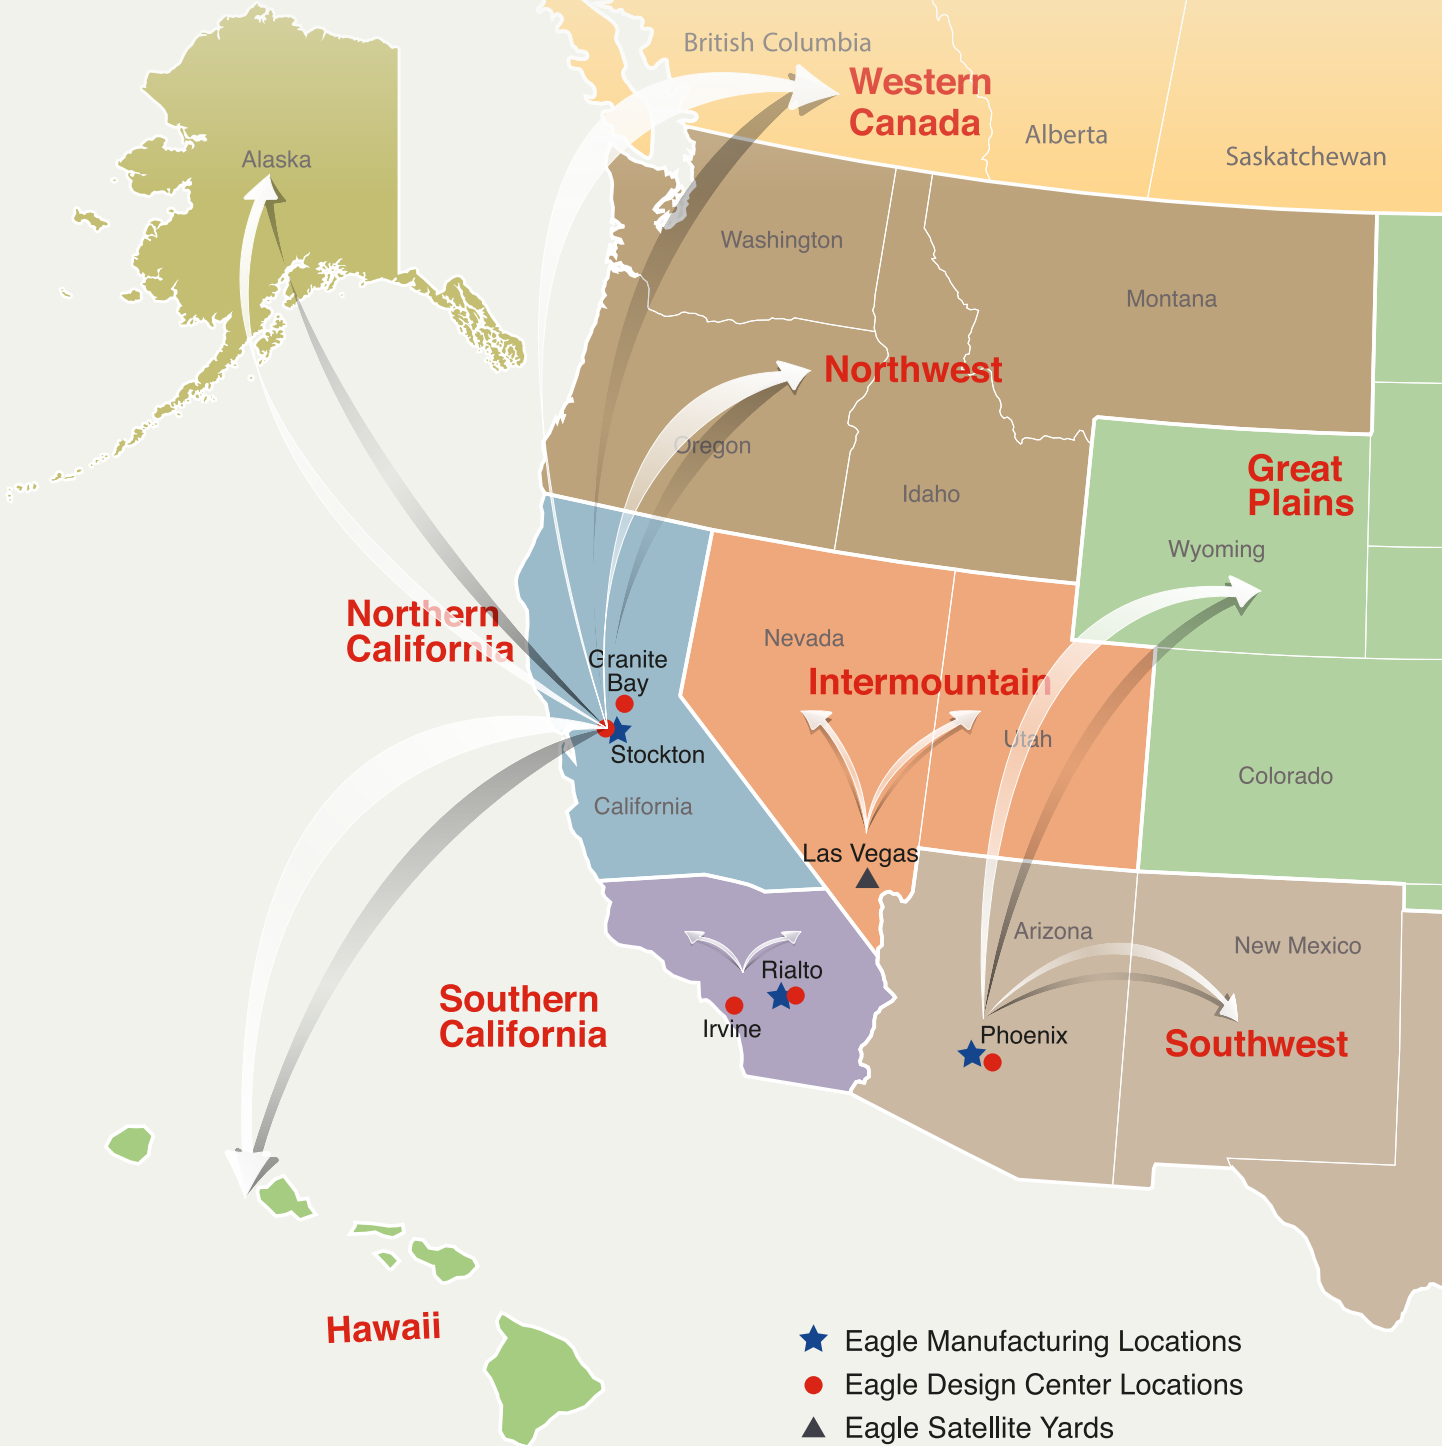 British Columbia
Western
Canada
Alberta
Saskatchewan
Alaska
Washington
Montana
Northwest
Oregon
Idaho
Great
Plains
Wyoming
Northern
California
Nevada
Granite
Bay
Intermountain
Utah
Stockton
Colorado
California
Las Vegas
Arizona
New Mexico
Rialto
Southern
California
Irvine
Phoenix
Southwest
Hawaii
Eagle Manufacturing Locations
Eagle Design Center Locations
Eagle Satellite Yards